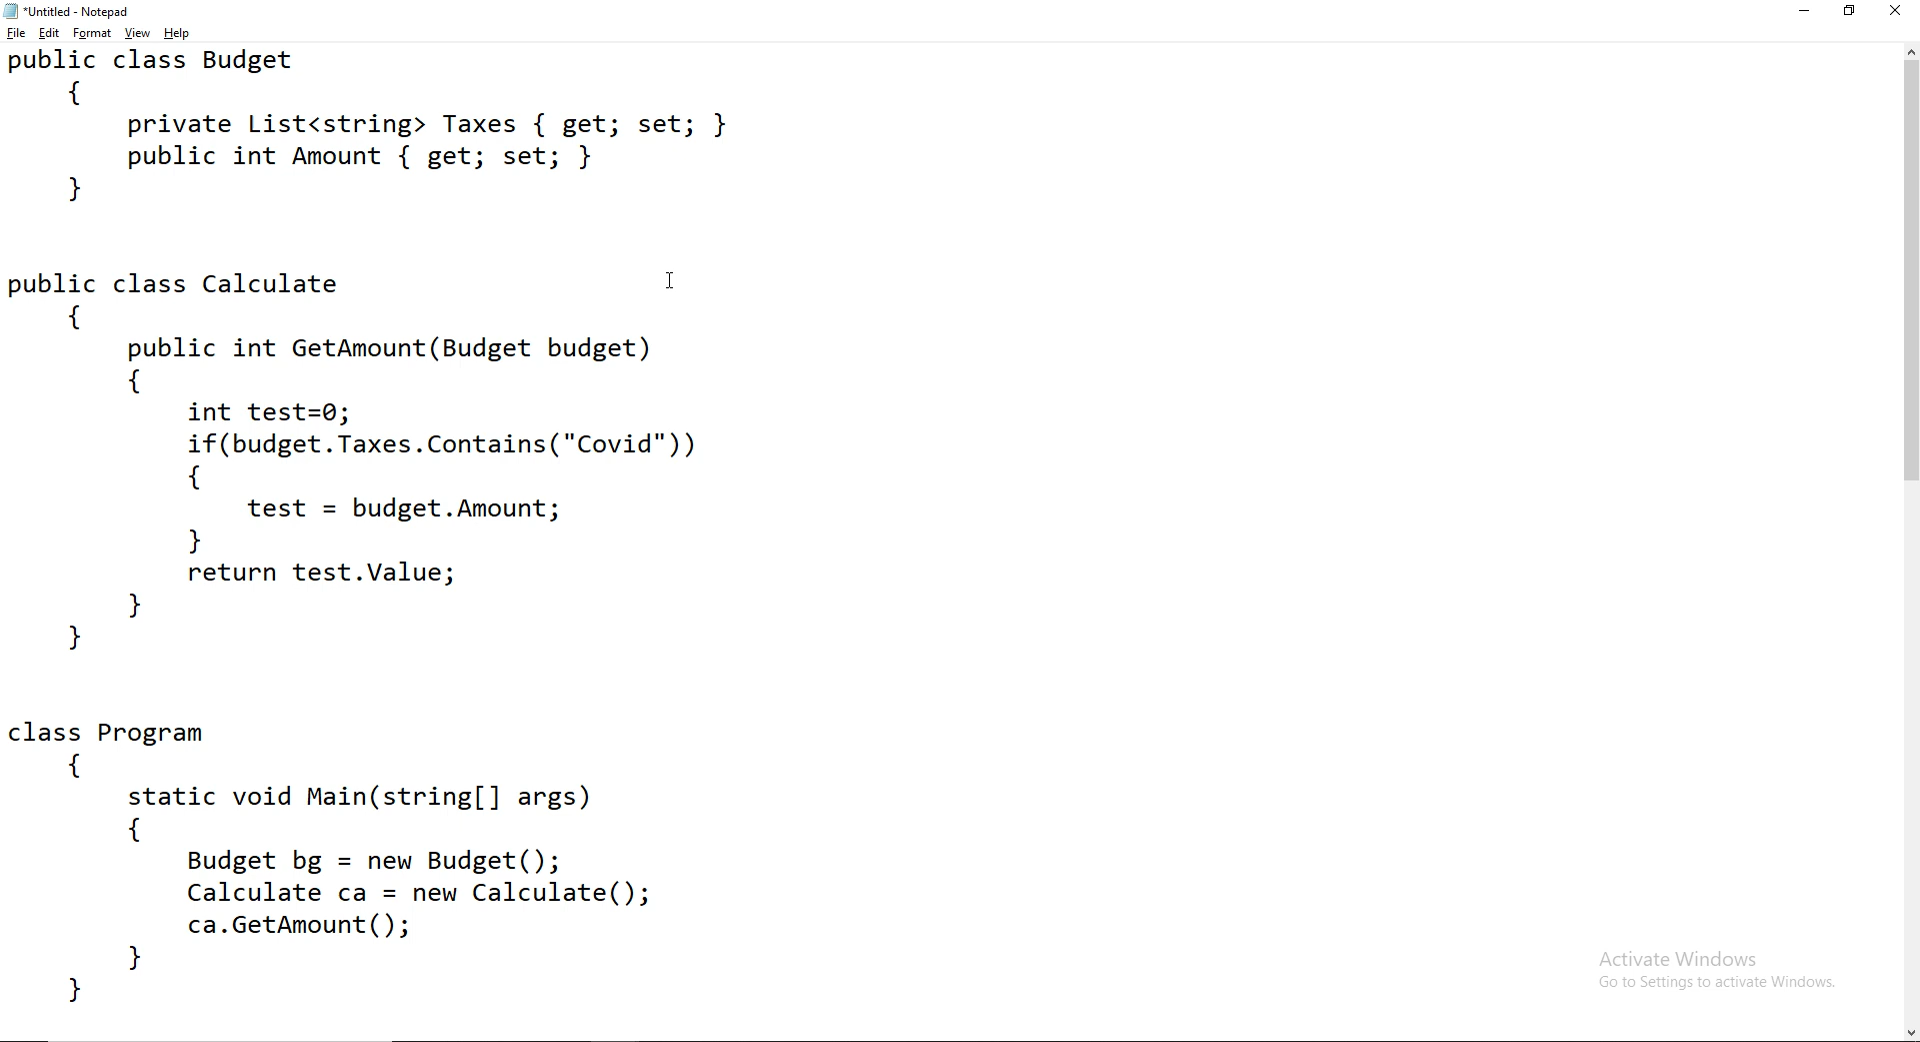 *Untitled - Notepad
File Edit Format View Help
public class Budget
    {
        private List<string> Taxes { get; set; }
        public int Amount { get; set; }
    }
public class Calculate
    {
        public int GetAmount(Budget budget)
        {
            int test=0;
            if(budget.Taxes.Contains("Covid"))
            {
                test = budget.Amount;
            }
            return test.Value;
        }
    }
class Program
    {
        static void Main(string[] args)
        {
            Budget bg = new Budget();
            Calculate ca = new Calculate();
            ca.GetAmount();
        }
    }
Activate Windows
Go to Settings to activate Windows.